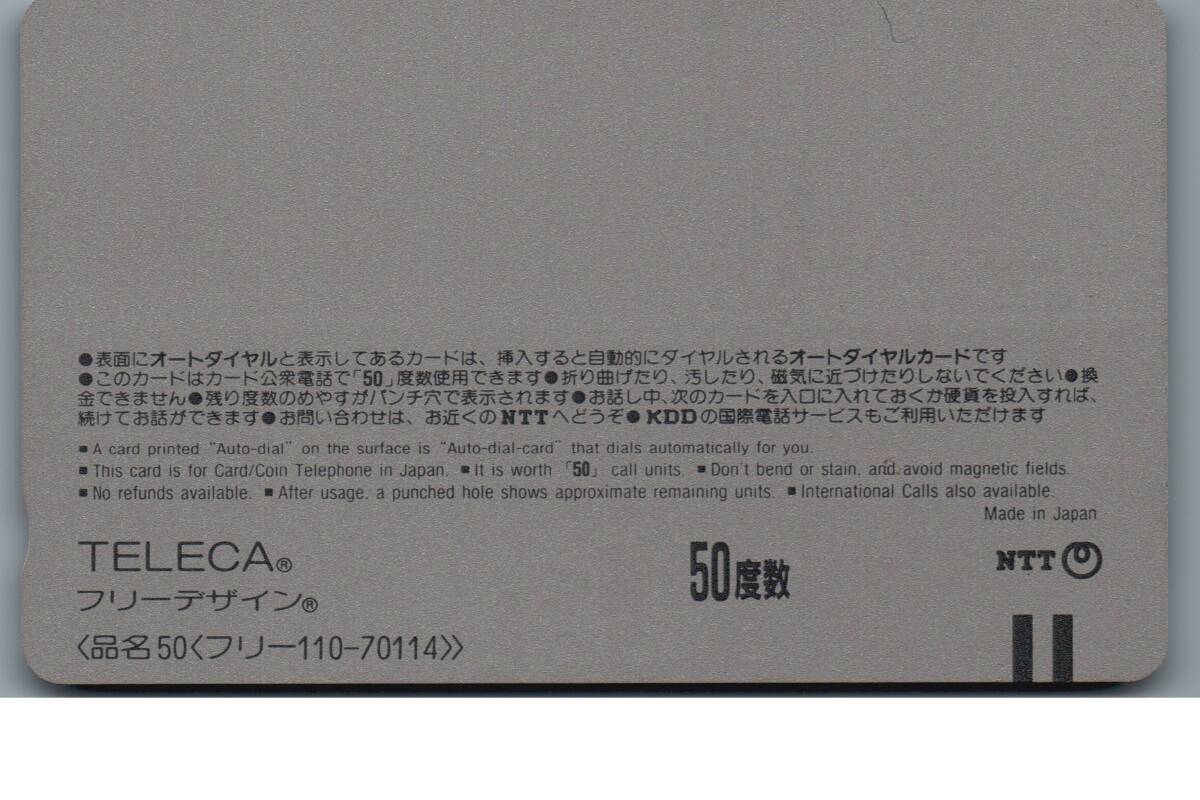 ●表面にオートダイヤルと表示してあるカードは、挿入すると自動的にダイヤルされるオートダイヤルカードです
●このカードはカード公衆電話で「50」度数使用できます●折り曲げたり、汚したり、磁気に近づけたりしないでください●換
金できません●残り度数のめやすがパンチ穴で表示されます●お話し中、次のカードを入口に入れておくか硬貨を投入すれば、
続けてお話ができます●お問い合わせは、お近くのNTTへどうぞ●KDDの国際電話サービスもご利用いただけます
■A card printed "Auto-dial" on the surface is "Auto-dial-card" that dials automatically for you.
■This card is for Card/Coin Telephone in Japan. ■It is worth「50」call units. ■Don't bend or stain, and avoid magnetic fields.
■No refunds available. ■After usage, a punched hole shows approximate remaining units. ■International Calls also available.
Made in Japan
TELECA®
50度数
NTT
フリーデザイン®
〈品名50〈フリー110-70114〉〉